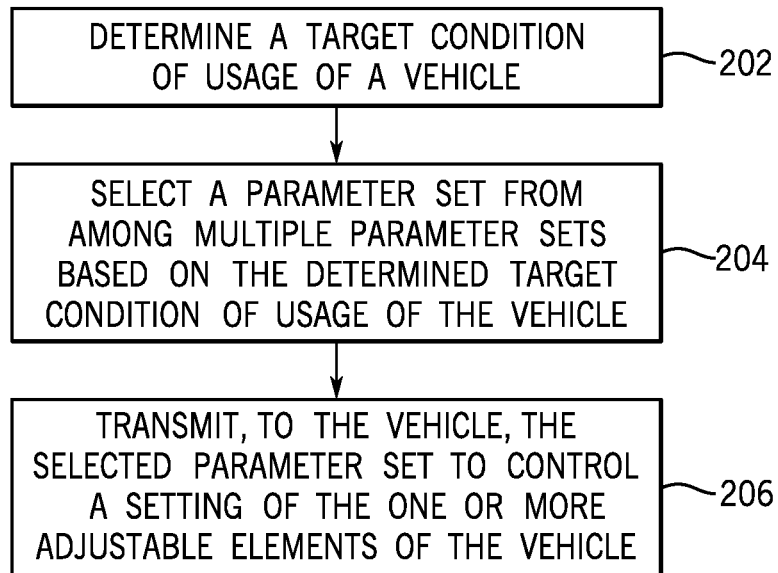 DETERMINE A TARGET CONDITION
OF USAGE OF A VEHICLE
202
SELECT A PARAMETER SET FROM
AMONG MULTIPLE PARAMETER SETS
BASED ON THE DETERMINED TARGET
CONDITION OF USAGE OF THE VEHICLE
204
TRANSMIT, TO THE VEHICLE, THE
SELECTED PARAMETER SET TO CONTROL
A SETTING OF THE ONE OR MORE
ADJUSTABLE ELEMENTS OF THE VEHICLE
206